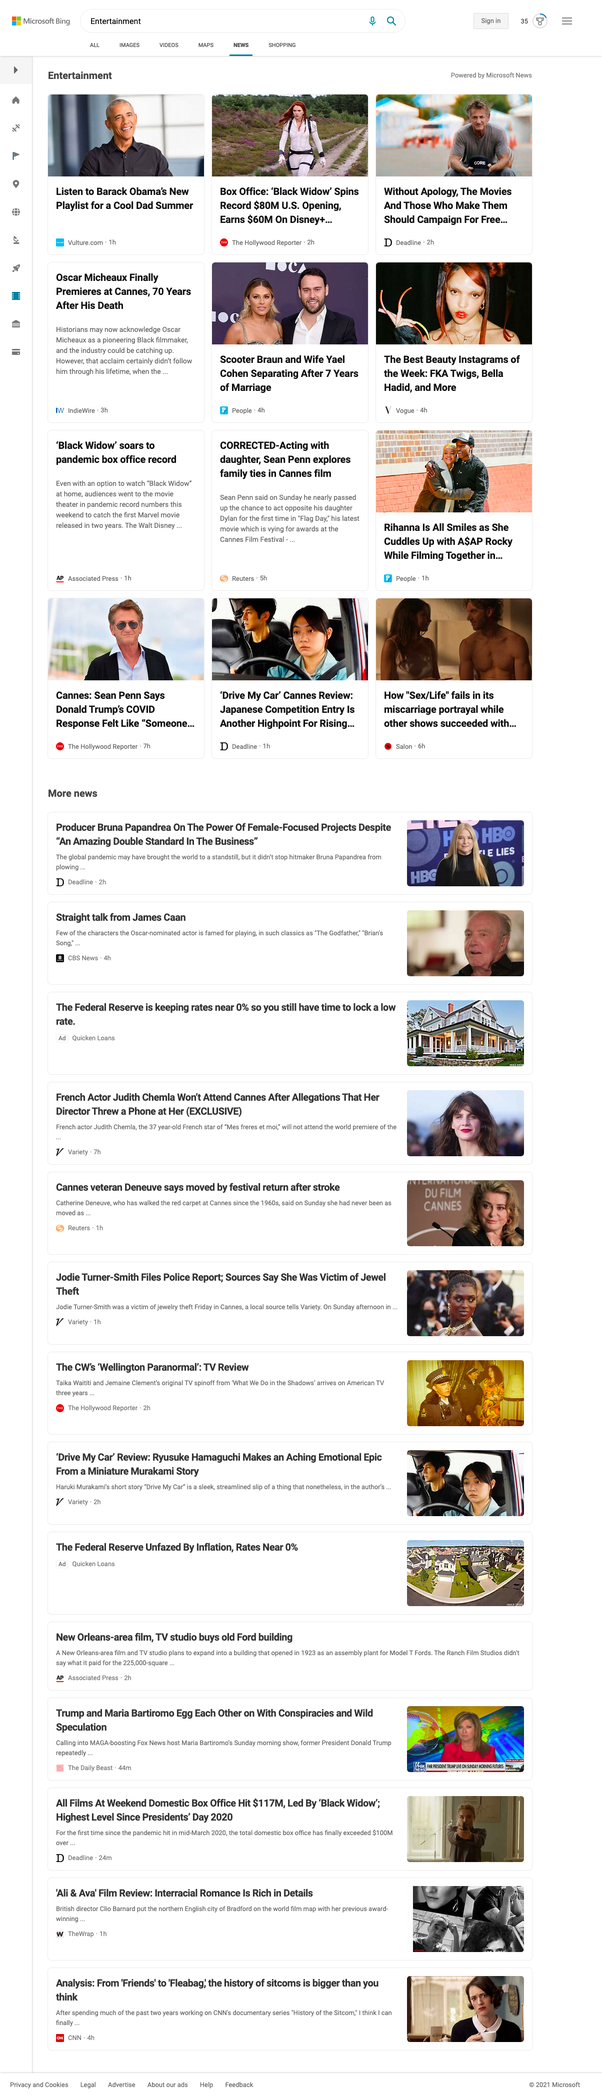 Microsoft Bing
Entertainment
Sign in
35
ALL
IMAGES
VIDEOS
MAPS
NEWS
SHOPPING
Entertainment
Powered by Microsoft News
Listen to Barack Obama's New
Playlist for a Cool Dad Summer
Vulture.com · 1h
Box Office: 'Black Widow' Spins
Record $80M U.S. Opening,
Earns $60M On Disney+...
The Hollywood Reporter · 2h
CORE
Without Apology, The Movies
And Those Who Make Them
Should Campaign For Free...
Deadline · 2h
Oscar Micheaux Finally
Premieres at Cannes, 70 Years
After His Death
Historians may now acknowledge Oscar
Micheaux as a pioneering Black filmmaker,
and the industry could be catching up.
However, that acclaim certainly didn't follow
him through his lifetime, when the ...
IndieWire · 3h
Scooter Braun and Wife Yael
Cohen Separating After 7 Years
of Marriage
People · 4h
The Best Beauty Instagrams of
the Week: FKA Twigs, Bella
Hadid, and More
Vogue · 4h
'Black Widow' soars to
pandemic box office record
Even with an option to watch "Black Widow"
at home, audiences went to the movie
theater in pandemic record numbers this
weekend to catch the first Marvel movie
released in two years. The Walt Disney ...
AP Associated Press · 1h
CORRECTED-Acting with
daughter, Sean Penn explores
family ties in Cannes film
Sean Penn said on Sunday he nearly passed
up the chance to act opposite his daughter
Dylan for the first time in "Flag Day," his latest
movie which is vying for awards at the
Cannes Film Festival - ...
Reuters · 5h
Rihanna Is All Smiles as She
Cuddles Up with A$AP Rocky
While Filming Together in...
People · 1h
Cannes: Sean Penn Says
Donald Trump's COVID
Response Felt Like "Someone...
The Hollywood Reporter · 7h
'Drive My Car' Cannes Review:
Japanese Competition Entry Is
Another Highpoint For Rising...
Deadline · 1h
How "Sex/Life" fails in its
miscarriage portrayal while
other shows succeeded with...
Salon · 6h
More news
Producer Bruna Papandrea On The Power Of Female-Focused Projects Despite
"An Amazing Double Standard In The Business"
The global pandemic may have brought the world to a standstill, but it didn't stop hitmaker Bruna Papandrea from
plowing ...
Deadline · 2h
HBO
LIES
Straight talk from James Caan
Few of the characters the Oscar-nominated actor is famed for playing, in such classics as "The Godfather," "Brian's
Song," ...
CBS News · 4h
The Federal Reserve is keeping rates near 0% so you still have time to lock a low
rate.
Ad Quicken Loans
French Actor Judith Chemla Won't Attend Cannes After Allegations That Her
Director Threw a Phone at Her (EXCLUSIVE)
French actor Judith Chemla, the 37 year-old French star of "Mes freres et moi," will not attend the world premiere of the
...
Variety · 7h
Cannes veteran Deneuve says moved by festival return after stroke
Catherine Deneuve, who has walked the red carpet at Cannes since the 1960s, said on Sunday she had never been as
moved as ...
Reuters · 1h
DU FILM
CANNES
Jodie Turner-Smith Files Police Report; Sources Say She Was Victim of Jewel
Theft
Jodie Turner-Smith was a victim of jewelry theft Friday in Cannes, a local source tells Variety. On Sunday afternoon in ...
Variety · 1h
The CW's 'Wellington Paranormal': TV Review
Taika Waititi and Jemaine Clement's original TV spinoff from 'What We Do in the Shadows' arrives on American TV
three years ...
The Hollywood Reporter · 2h
'Drive My Car' Review: Ryusuke Hamaguchi Makes an Aching Emotional Epic
From a Miniature Murakami Story
Haruki Murakami's short story "Drive My Car" is a sleek, streamlined slip of a thing that nonetheless, in the author's ...
Variety · 2h
The Federal Reserve Unfazed By Inflation, Rates Near 0%
Ad Quicken Loans
New Orleans-area film, TV studio buys old Ford building
A New Orleans-area film and TV studio plans to expand into a building that opened in 1923 as an assembly plant for Model T Fords. The Ranch Film Studios didn't
say what it paid for the 225,000-square ...
AP Associated Press · 2h
Trump and Maria Bartiromo Egg Each Other on With Conspiracies and Wild
Speculation
Calling into MAGA-boosting Fox News host Maria Bartiromo's Sunday morning show, former President Donald Trump
repeatedly ...
The Daily Beast · 44m
All Films At Weekend Domestic Box Office Hit $117M, Led By 'Black Widow';
Highest Level Since Presidents' Day 2020
For the first time since the pandemic hit in mid-March 2020, the total domestic box office has finally exceeded $100M
over ...
Deadline · 24m
'Ali & Ava' Film Review: Interracial Romance Is Rich in Details
British director Clio Barnard put the northern English city of Bradford on the world film map with her previous award-
winning ...
TheWrap · 1h
Analysis: From 'Friends' to 'Fleabag,' the history of sitcoms is bigger than you
think
After spending much of the past two years working on CNN's documentary series "History of the Sitcom," I think I can
finally ...
CNN · 4h
Privacy and Cookies
Legal
Advertise
About our ads
Help
Feedback
© 2021 Microsoft